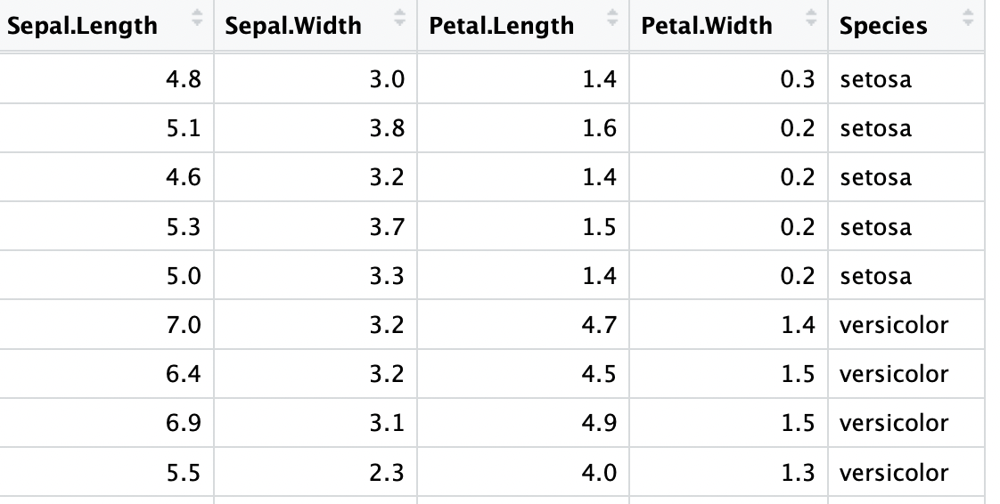 Sepal.Length Sepal.Width Petal.Length Petal.Width Species
4.8 3.0 1.4 0.3 setosa
5.1 3.8 1.6 0.2 setosa
4.6 3.2 1.4 0.2 setosa
5.3 3.7 1.5 0.2 setosa
5.0 3.3 1.4 0.2 setosa
7.0 3.2 4.7 1.4 versicolor
6.4 3.2 4.5 1.5 versicolor
6.9 3.1 4.9 1.5 versicolor
5.5 2.3 4.0 1.3 versicolor